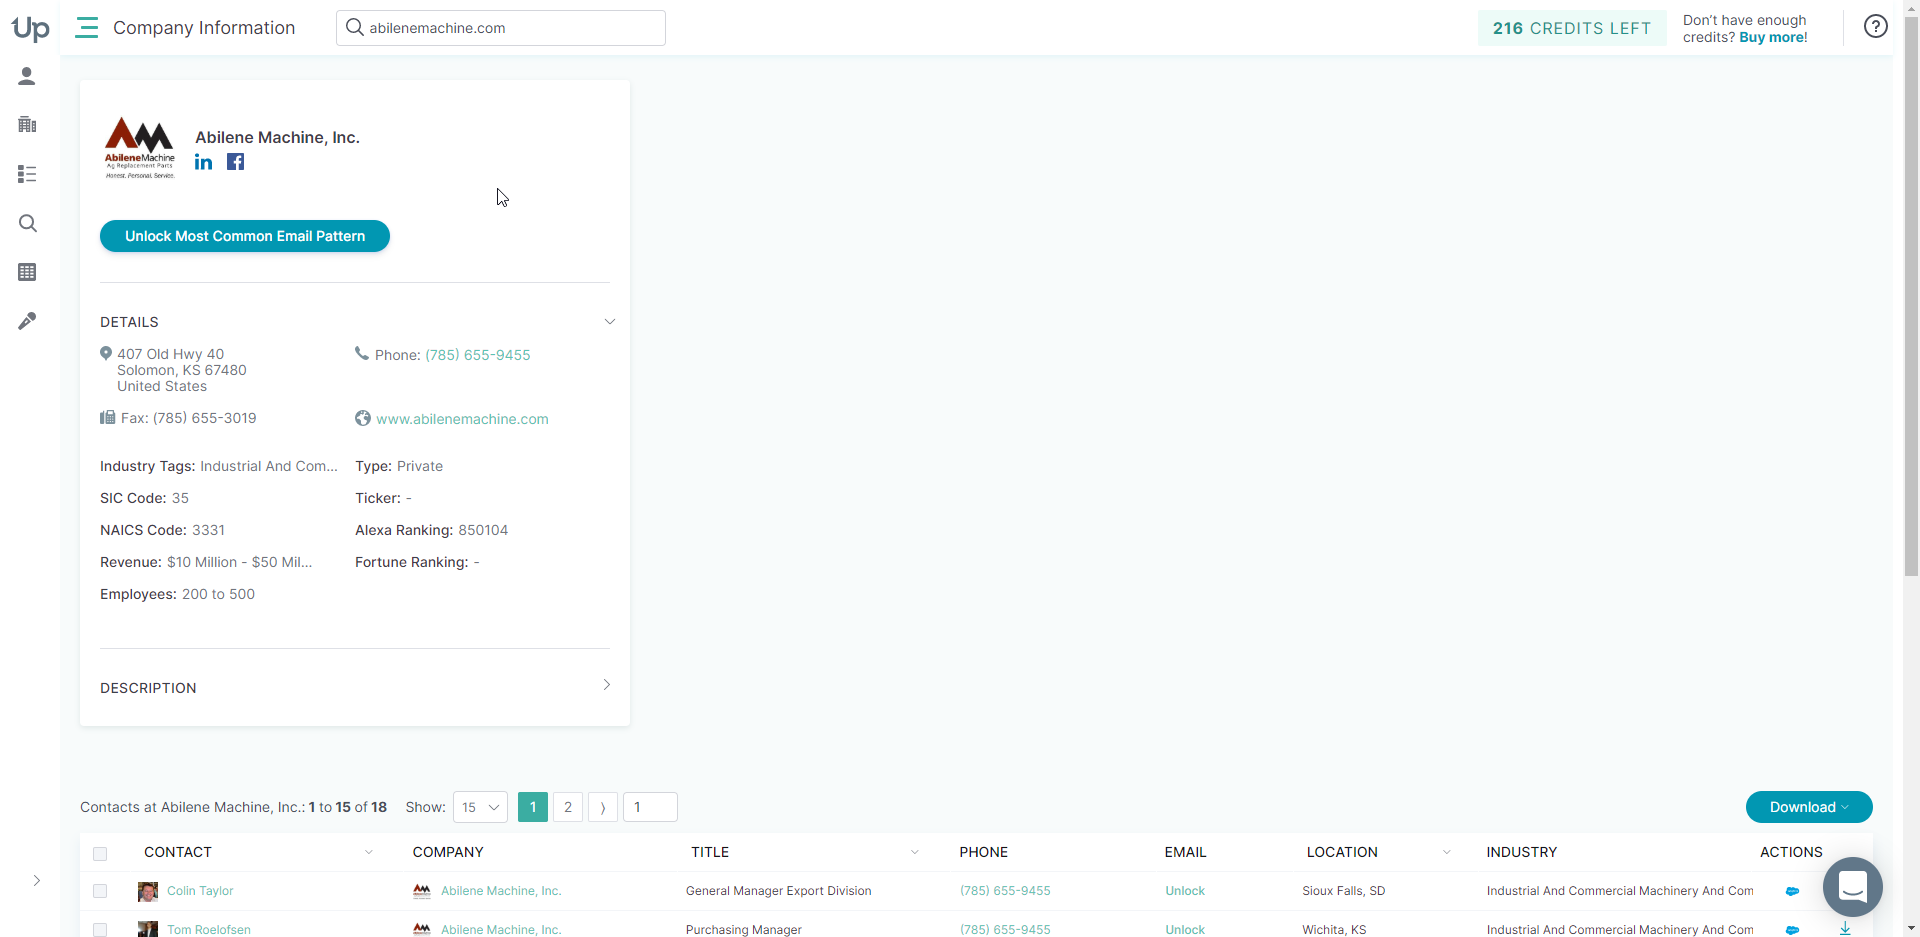 Up
Company Information
abilenemachine.com
216 CREDITS LEFT
Don't have enough
credits? Buy more!
?
AM
AbileneMachine
Ag Replacement Parts
Honest. Personal. Service.
Abilene Machine, Inc.
in f
Unlock Most Common Email Pattern
DETAILS
407 Old Hwy 40
Solomon, KS 67480
United States
Phone: (785) 655-9455
Fax: (785) 655-3019
www.abilenemachine.com
Industry Tags: Industrial And Com...
Type: Private
SIC Code: 35
Ticker: -
NAICS Code: 3331
Alexa Ranking: 850104
Revenue: $10 Million - $50 Mil...
Fortune Ranking: -
Employees: 200 to 500
DESCRIPTION
Contacts at Abilene Machine, Inc.: 1 to 15 of 18 Show: 15 1 2 ⟩ 1
Download
CONTACT COMPANY TITLE PHONE EMAIL LOCATION INDUSTRY ACTIONS
Colin Taylor Abilene Machine, Inc. General Manager Export Division (785) 655-9455 Unlock Sioux Falls, SD Industrial And Commercial Machinery And Com
Tom Roelofsen Abilene Machine, Inc. Purchasing Manager (785) 655-9455 Unlock Wichita, KS Industrial And Commercial Machinery And Com